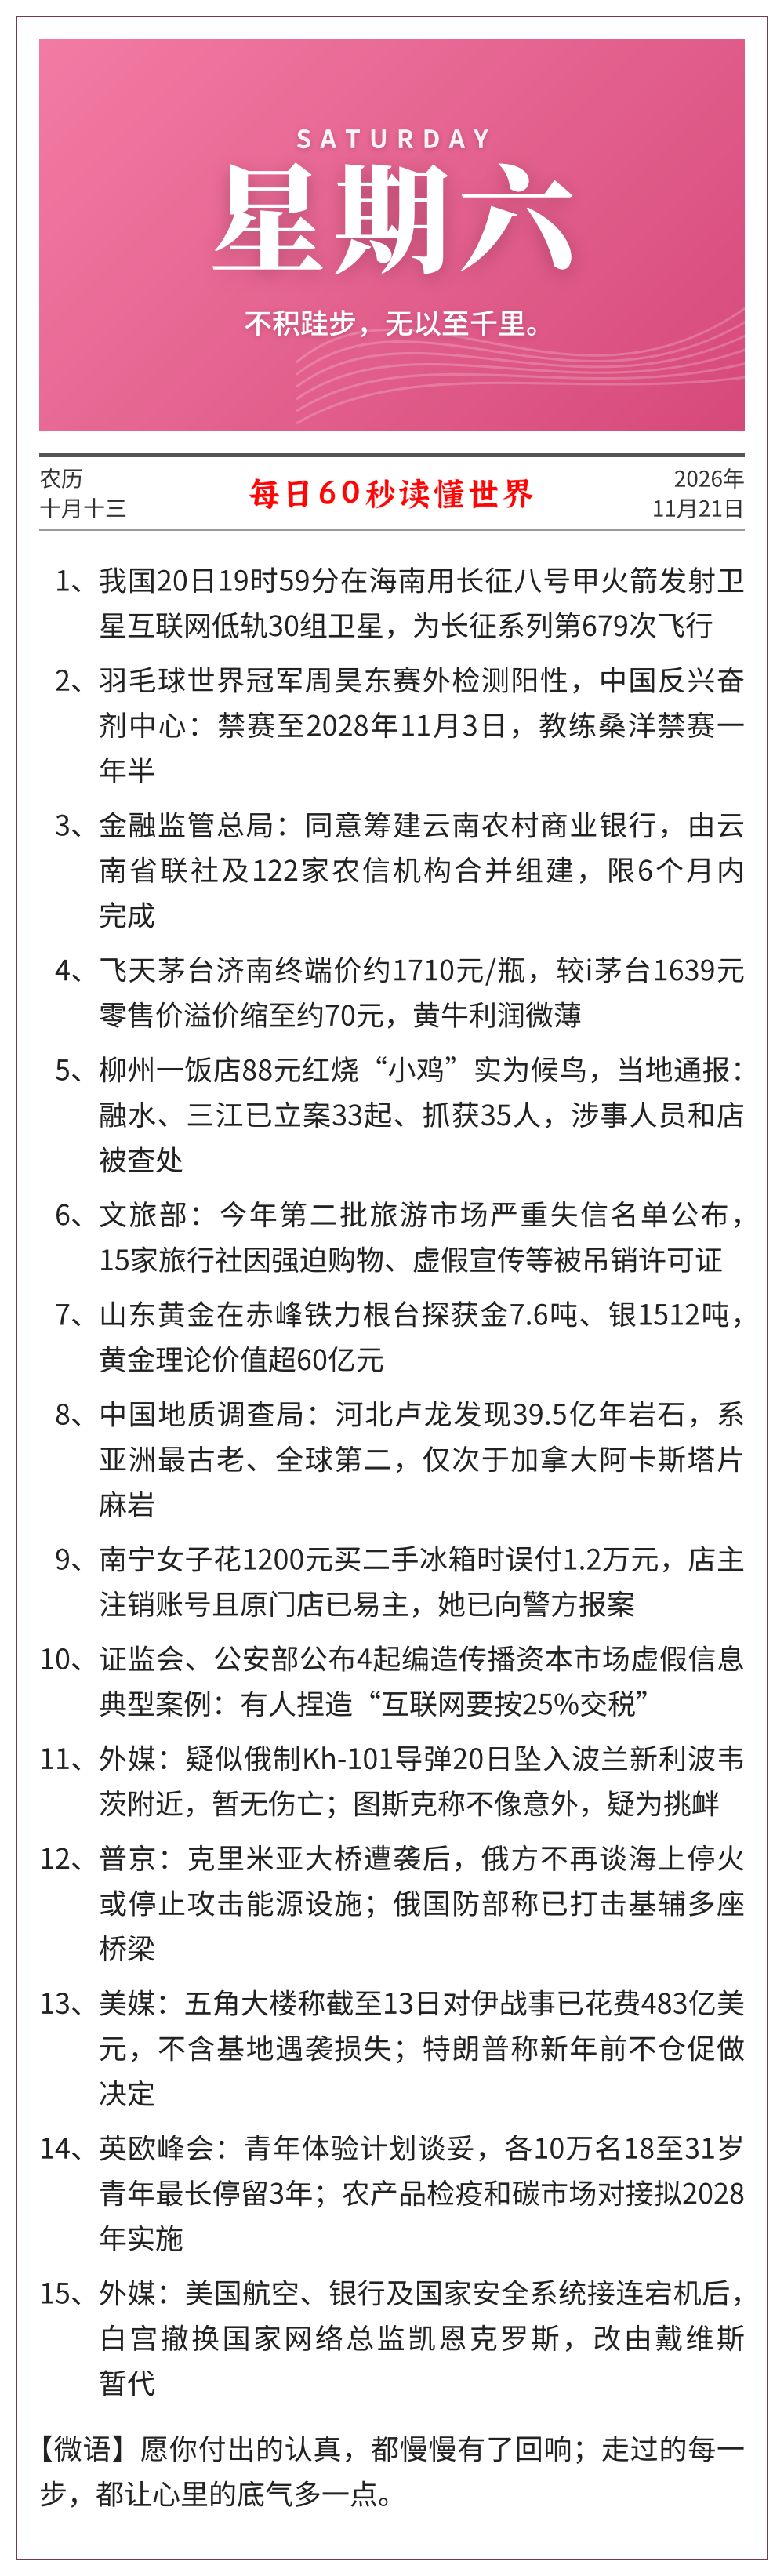 SATURDAY
星期六
不积跬步，无以至千里。
农历
十月十三
每日60秒读懂世界
2026年
11月21日
1、我国20日19时59分在海南用长征八号甲火箭发射卫
星互联网低轨30组卫星，为长征系列第679次飞行
2、羽毛球世界冠军周昊东赛外检测阳性，中国反兴奋
剂中心：禁赛至2028年11月3日，教练桑洋禁赛一
年半
3、金融监管总局：同意筹建云南农村商业银行，由云
南省联社及122家农信机构合并组建，限6个月内
完成
4、飞天茅台济南终端价约1710元/瓶，较i茅台1639元
零售价溢价缩至约70元，黄牛利润微薄
5、柳州一饭店88元红烧“小鸡”实为候鸟，当地通报：
融水、三江已立案33起、抓获35人，涉事人员和店
被查处
6、文旅部：今年第二批旅游市场严重失信名单公布，
15家旅行社因强迫购物、虚假宣传等被吊销许可证
7、山东黄金在赤峰铁力根台探获金7.6吨、银1512吨，
黄金理论价值超60亿元
8、中国地质调查局：河北卢龙发现39.5亿年岩石，系
亚洲最古老、全球第二，仅次于加拿大阿卡斯塔片
麻岩
9、南宁女子花1200元买二手冰箱时误付1.2万元，店主
注销账号且原门店已易主，她已向警方报案
10、证监会、公安部公布4起编造传播资本市场虚假信息
典型案例：有人捏造“互联网要按25%交税”
11、外媒：疑似俄制Kh-101导弹20日坠入波兰新利波韦
茨附近，暂无伤亡；图斯克称不像意外，疑为挑衅
12、普京：克里米亚大桥遭袭后，俄方不再谈海上停火
或停止攻击能源设施；俄国防部称已打击基辅多座
桥梁
13、美媒：五角大楼称截至13日对伊战事已花费483亿美
元，不含基地遇袭损失；特朗普称新年前不仓促做
决定
14、英欧峰会：青年体验计划谈妥，各10万名18至31岁
青年最长停留3年；农产品检疫和碳市场对接拟2028
年实施
15、外媒：美国航空、银行及国家安全系统接连宕机后，
白宫撤换国家网络总监凯恩克罗斯，改由戴维斯
暂代
【微语】愿你付出的认真，都慢慢有了回响；走过的每一
步，都让心里的底气多一点。